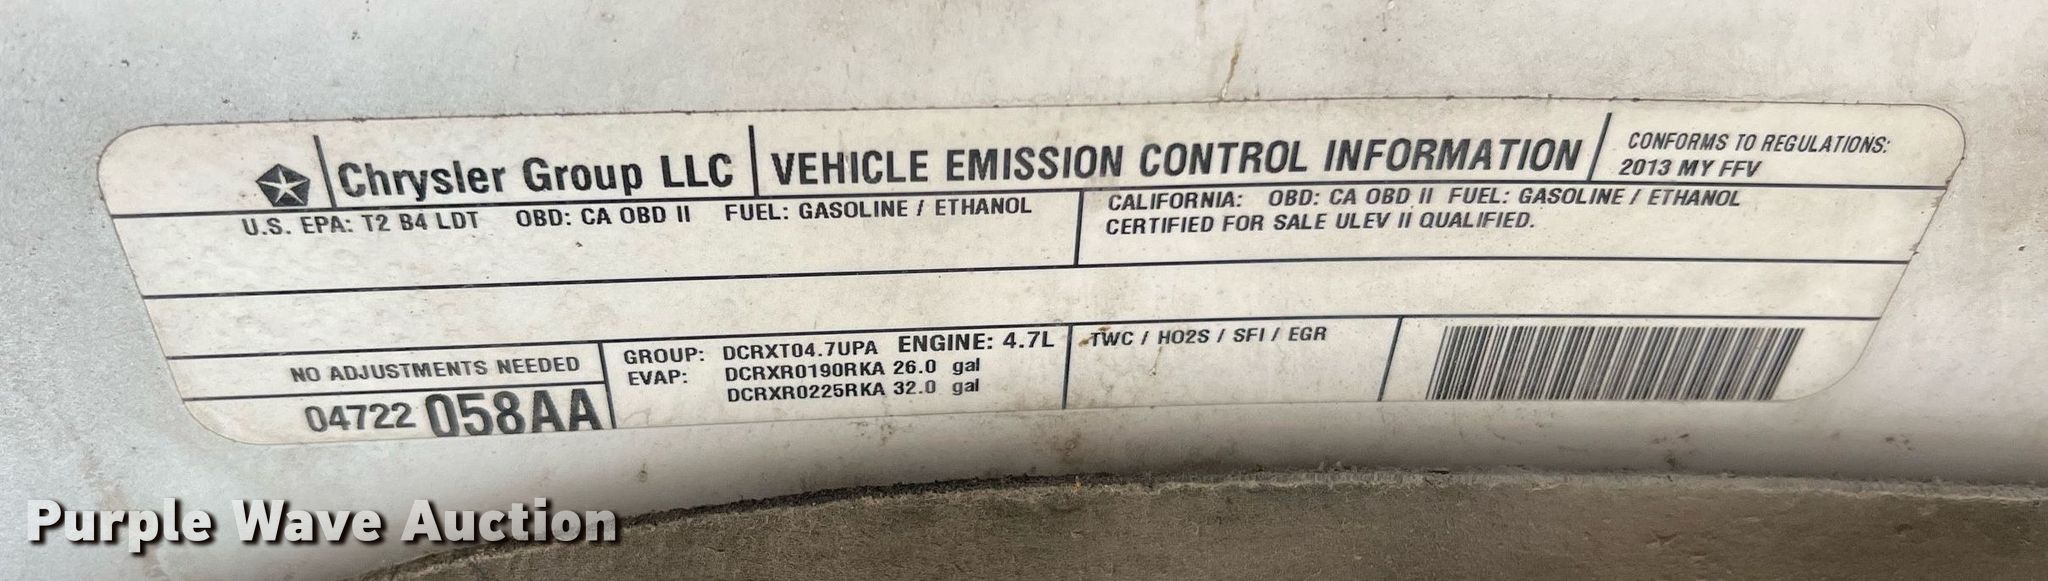 Chrysler Group LLC
VEHICLE EMISSION CONTROL INFORMATION
CONFORMS TO REGULATIONS:
2013 MY FFV
U.S. EPA: T2 B4 LDT OBD: CA OBD II FUEL: GASOLINE / ETHANOL
CALIFORNIA: OBD: CA OBD II FUEL: GASOLINE / ETHANOL
CERTIFIED FOR SALE ULEV II QUALIFIED.
NO ADJUSTMENTS NEEDED
04722 058AA
GROUP: DCRXT04.7UPA ENGINE: 4.7L
EVAP: DCRXR0190RKA 26.0 gal
DCRXR0225RKA 32.0 gal
TWC / HO2S / SFI / EGR
Purple Wave Auction